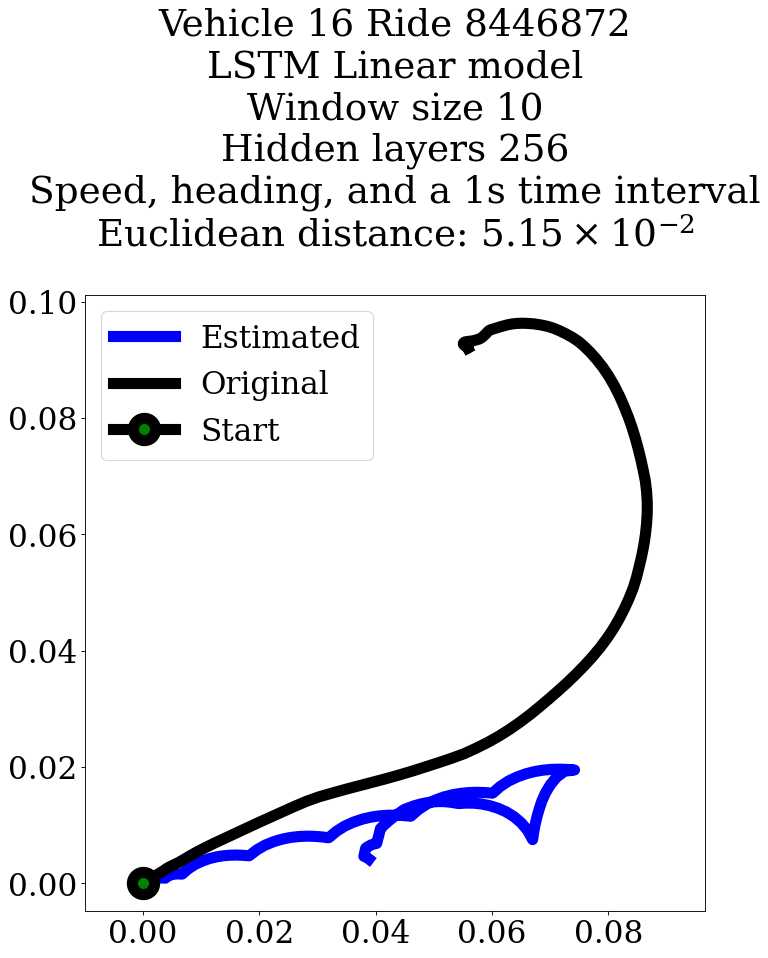 Vehicle 16 Ride 8446872
LSTM Linear model
Window size 10
Hidden layers 256
Speed, heading, and a 1s time interval
Euclidean distance: 5.15 × 10⁻²
0.10
Estimated
Original
Start
0.08
0.06
0.04
0.02
0.00
0.00 0.02 0.04 0.06 0.08